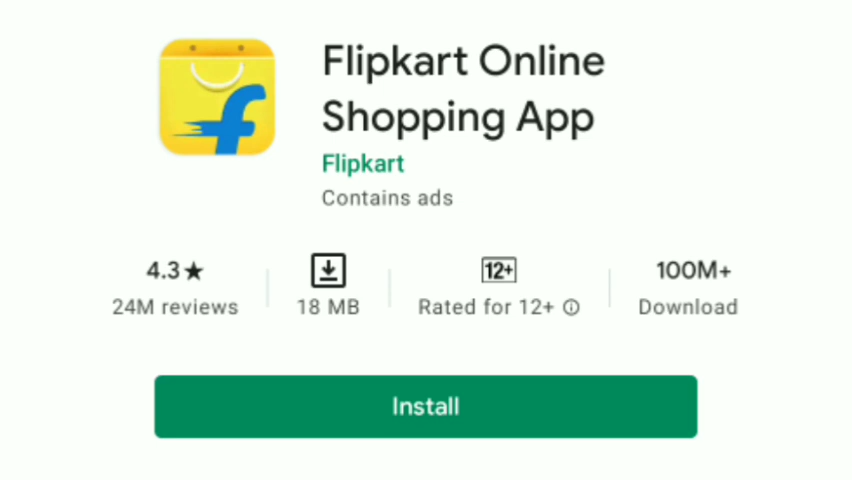 Flipkart Online
Shopping App
Flipkart
Contains ads
4.3★
24M reviews
18 MB
12+
Rated for 12+
100M+
Download
Install